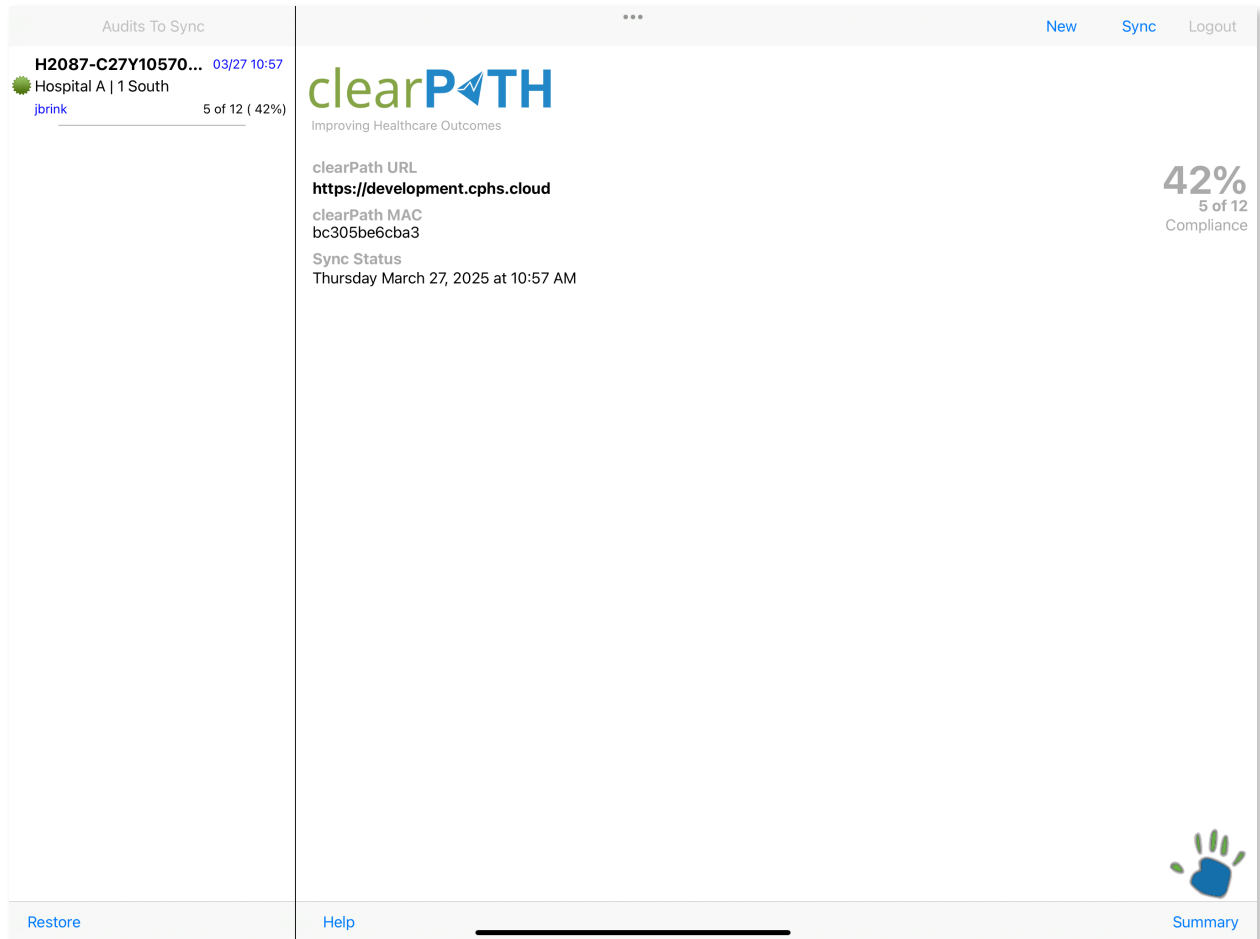 Audits To Sync
New
Sync
Logout
H2087-C27Y10570... 03/27 10:57
Hospital A | 1 South
jbrink 5 of 12 ( 42%)
clearPATH
Improving Healthcare Outcomes
clearPath URL
https://development.cphs.cloud
clearPath MAC
bc305be6cba3
Sync Status
Thursday March 27, 2025 at 10:57 AM
42%
5 of 12
Compliance
Restore
Help
Summary